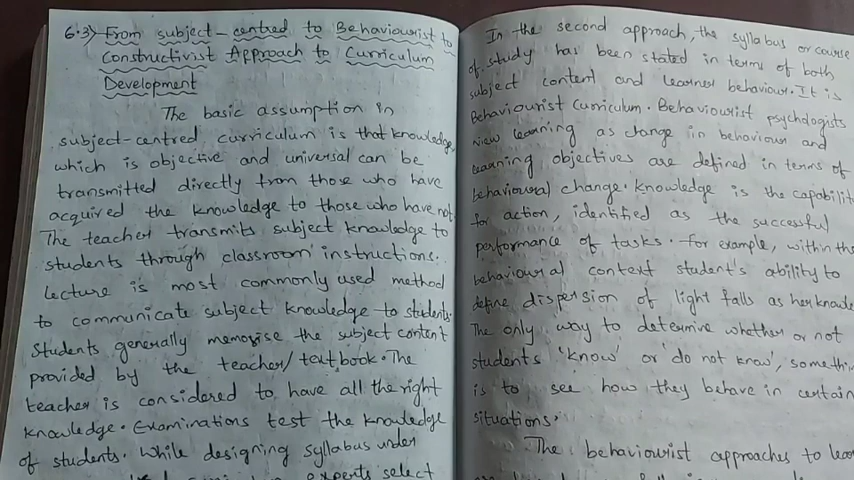 6.3) From subject-centred to Behaviourist to
Constructivist Approach to Curriculum
Development
The basic assumption in
subject-centred curriculum is that knowledge,
which is objective and universal can be
transmitted directly from those who have
acquired the knowledge to those who have not.
The teacher transmits subject knowledge to
students through classroom instructions.
Lecture is most commonly used method
to communicate subject knowledge to students.
Students generally memorise the subject content
provided by the teacher/textbook. The
teacher is considered to have all the right
knowledge. Examinations test the knowledge
of students. While designing syllabus under
experts select
In the second approach, the syllabus or course
of study has been stated in terms of both
subject content and learner behaviour. It is
Behaviourist Curriculum. Behaviourist psychologists
view learning as change in behaviour and
learning objectives are defined in terms of
behavioural change. Knowledge is the
for action, identified as the successful
performance of tasks. For example, within the
behavioural context student's ability to
define dispersion of light falls as her
The only way to determine whether or not
students 'know' or 'do not know',
is to see how they behave in certain
situations.
The behaviourist approaches to